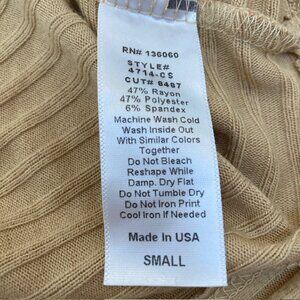 RN# 136060
STYLE#
4714-CS
CUT# 8487
47% Rayon
47% Polyester
6% Spandex
Machine Wash Cold
Wash Inside Out
With Similar Colors
Together
Do Not Bleach
Reshape While
Damp. Dry Flat
Do Not Tumble Dry
Do Not Iron Print
Cool Iron If Needed
Made In USA
SMALL